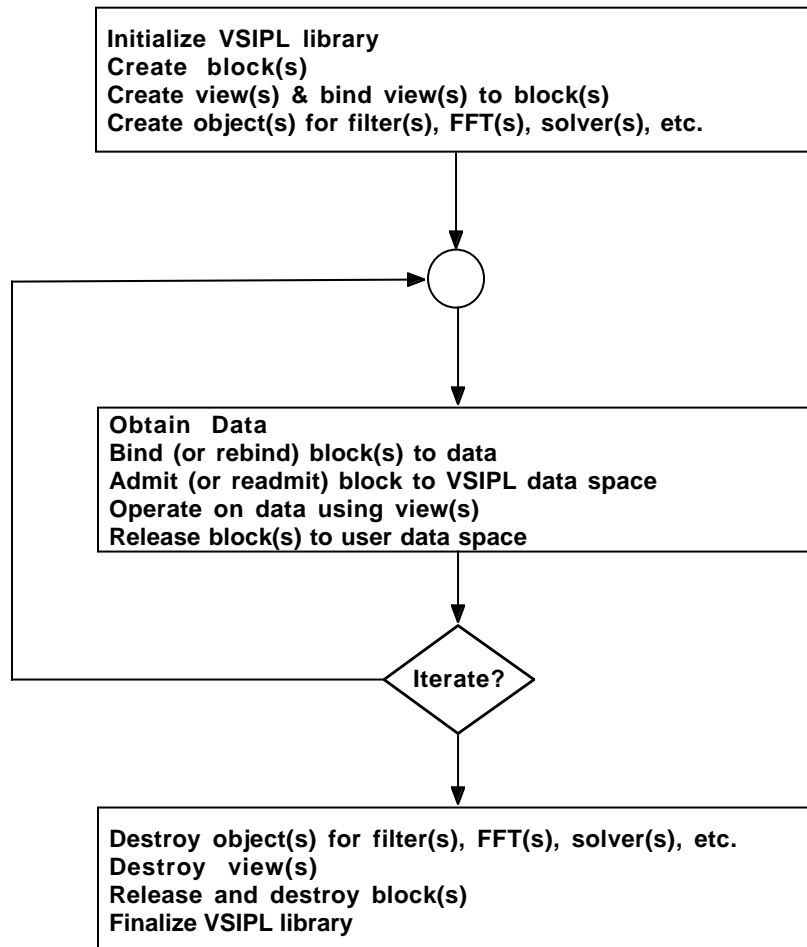 Initialize VSIPL library
Create block(s)
Create view(s) & bind view(s) to block(s)
Create object(s) for filter(s), FFT(s), solver(s), etc.
Obtain Data
Bind (or rebind) block(s) to data
Admit (or readmit) block to VSIPL data space
Operate on data using view(s)
Release block(s) to user data space
Iterate?
Destroy object(s) for filter(s), FFT(s), solver(s), etc.
Destroy view(s)
Release and destroy block(s)
Finalize VSIPL library